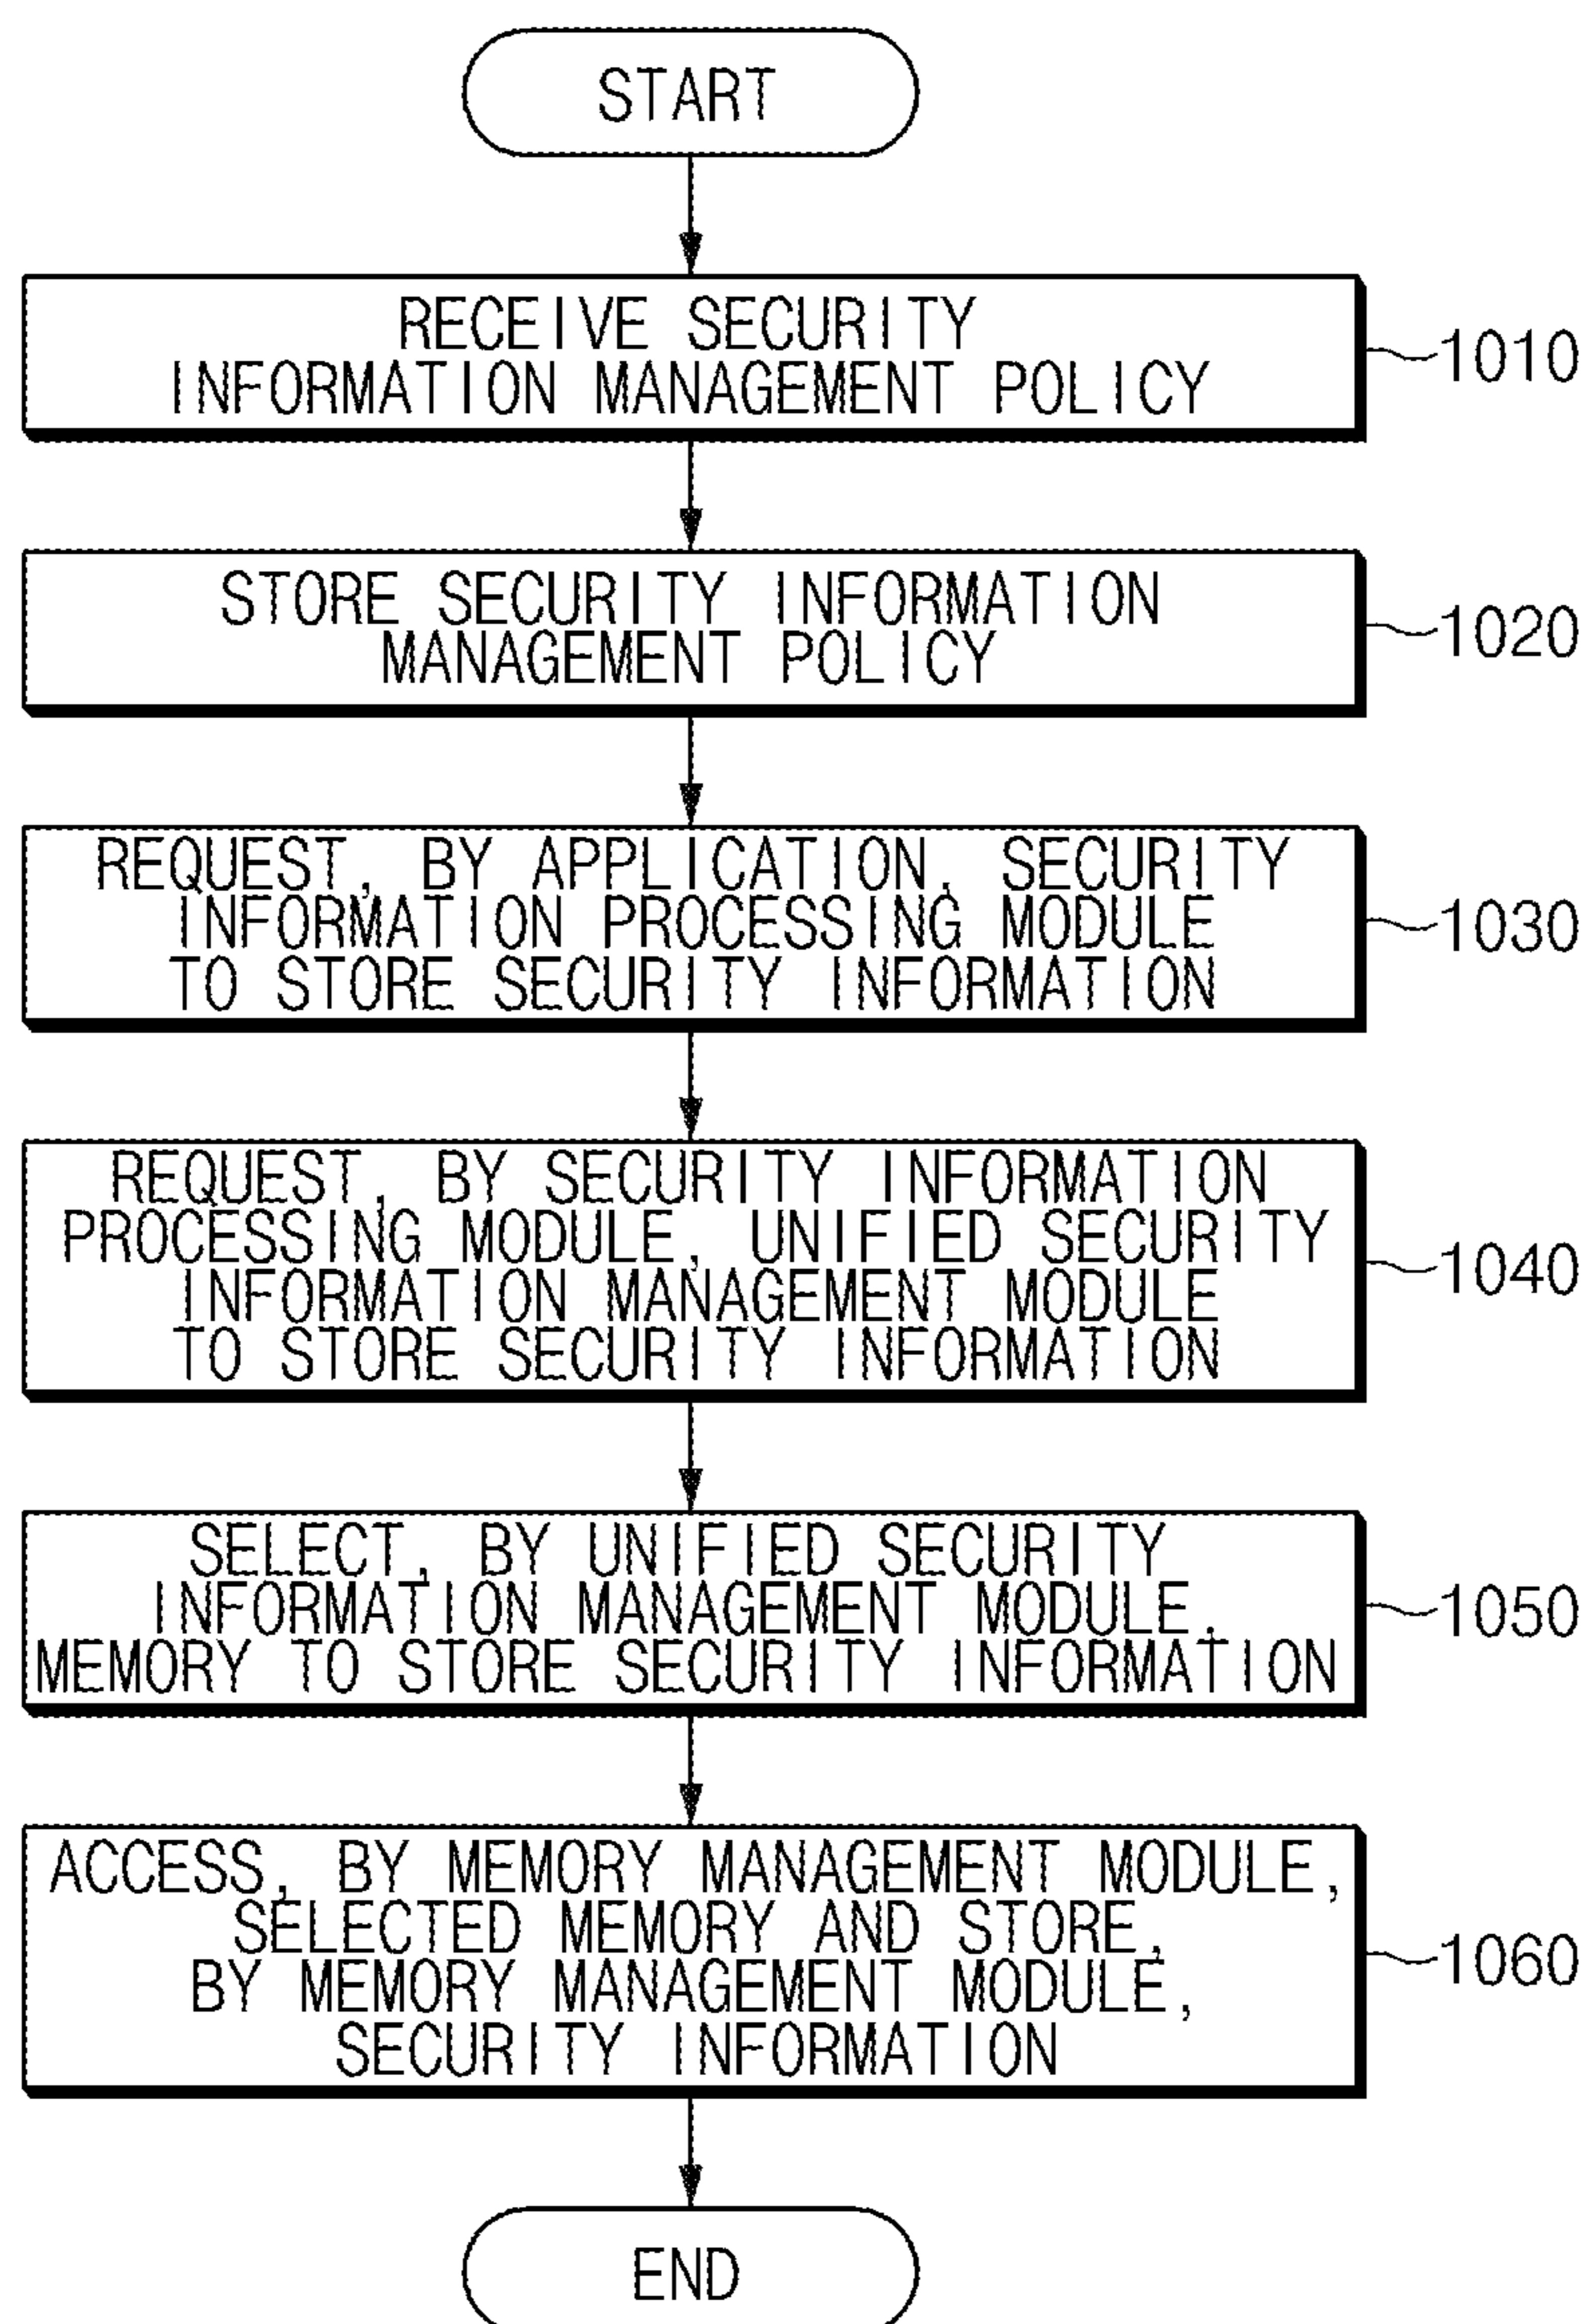 START
RECEIVE SECURITY
INFORMATION MANAGEMENT POLICY
1010
STORE SECURITY INFORMATION
MANAGEMENT POLICY
1020
REQUEST, BY APPLICATION, SECURITY
INFORMATION PROCESSING MODULE
TO STORE SECURITY INFORMATION
1030
REQUEST, BY SECURITY INFORMATION
PROCESSING MODULE, UNIFIED SECURITY
INFORMATION MANAGEMENT MODULE
TO STORE SECURITY INFORMATION
1040
SELECT, BY UNIFIED SECURITY
INFORMATION MANAGEMENT MODULE,
MEMORY TO STORE SECURITY INFORMATION
1050
ACCESS, BY MEMORY MANAGEMENT MODULE,
SELECTED MEMORY AND STORE,
BY MEMORY MANAGEMENT MODULE,
SECURITY INFORMATION
1060
END